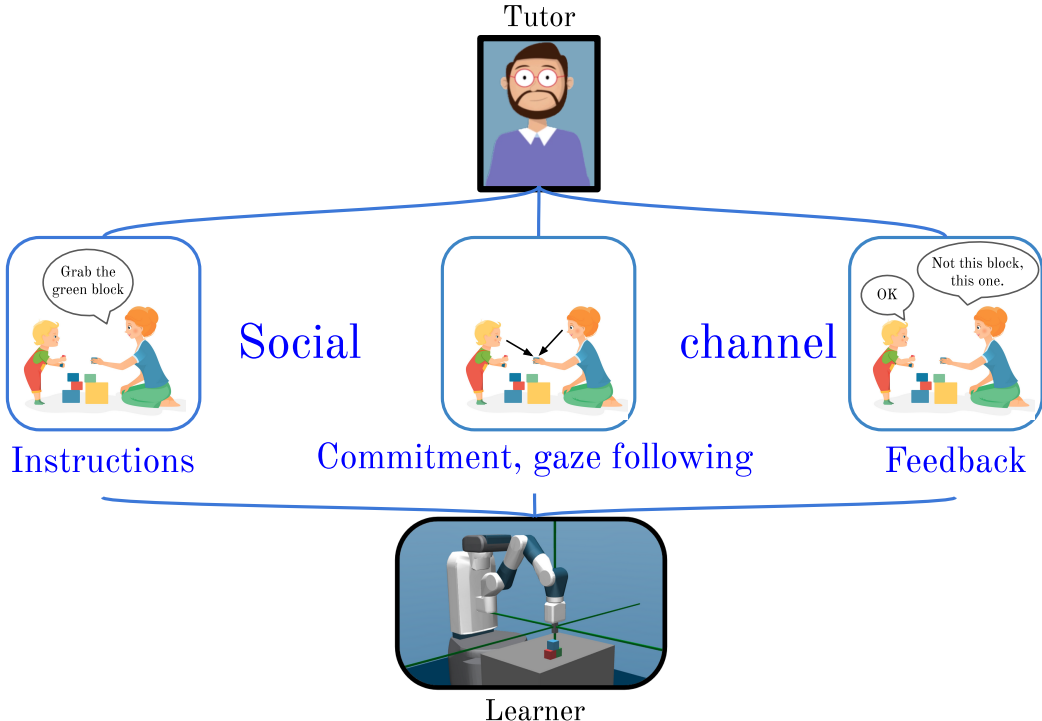 Tutor
Grab the
green block
Social
channel
OK
Not this block,
this one.
Instructions
Commitment, gaze following
Feedback
Learner